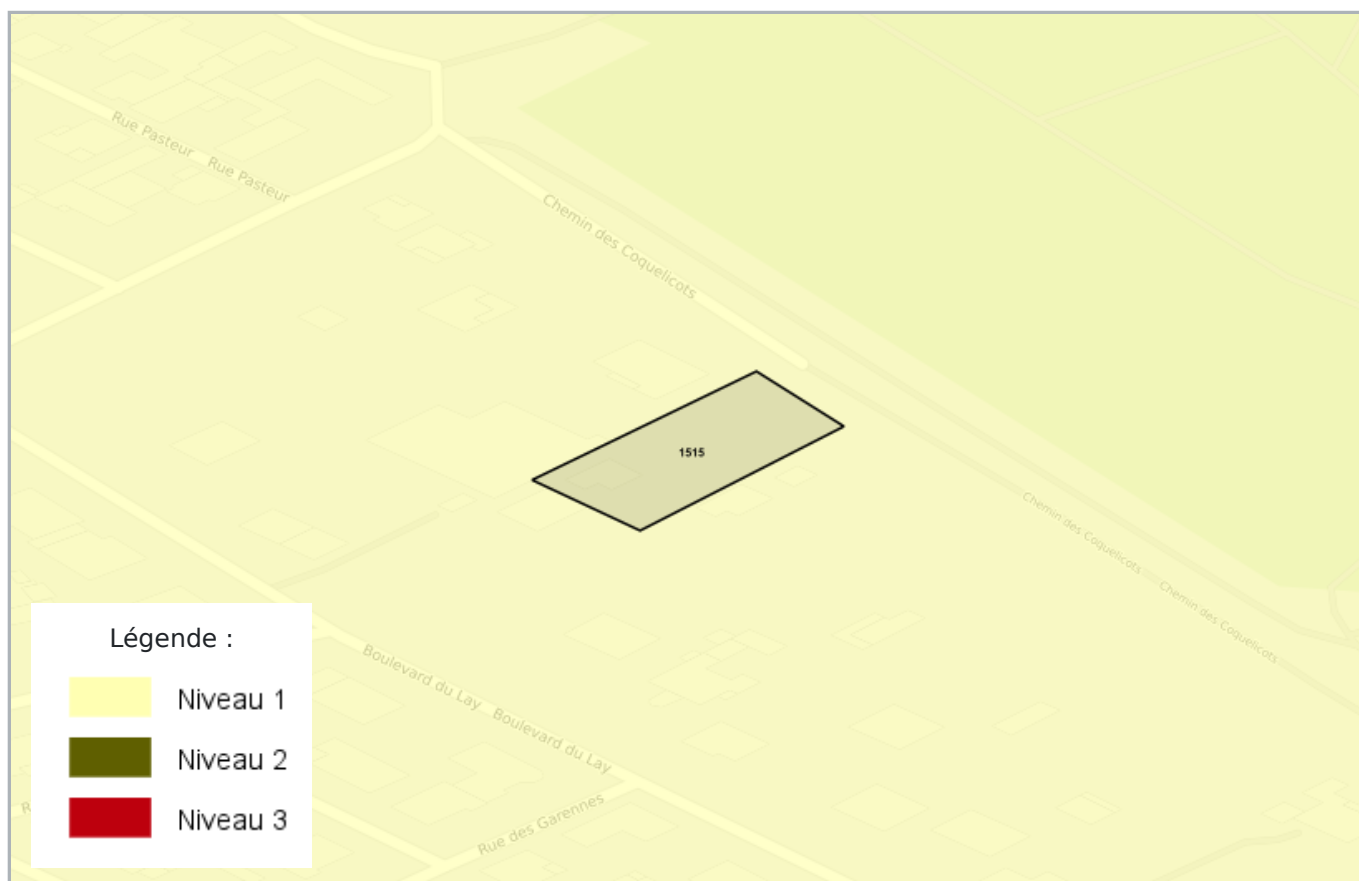 Rue Pasteur
Rue Pasteur
Chemin des Coquelicots
1515
Chemin des Coquelicots
Chemin des Coquelicots
Boulevard du Lay
Boulevard du Lay
Rue des Garennes
Légende :
Niveau 1
Niveau 2
Niveau 3